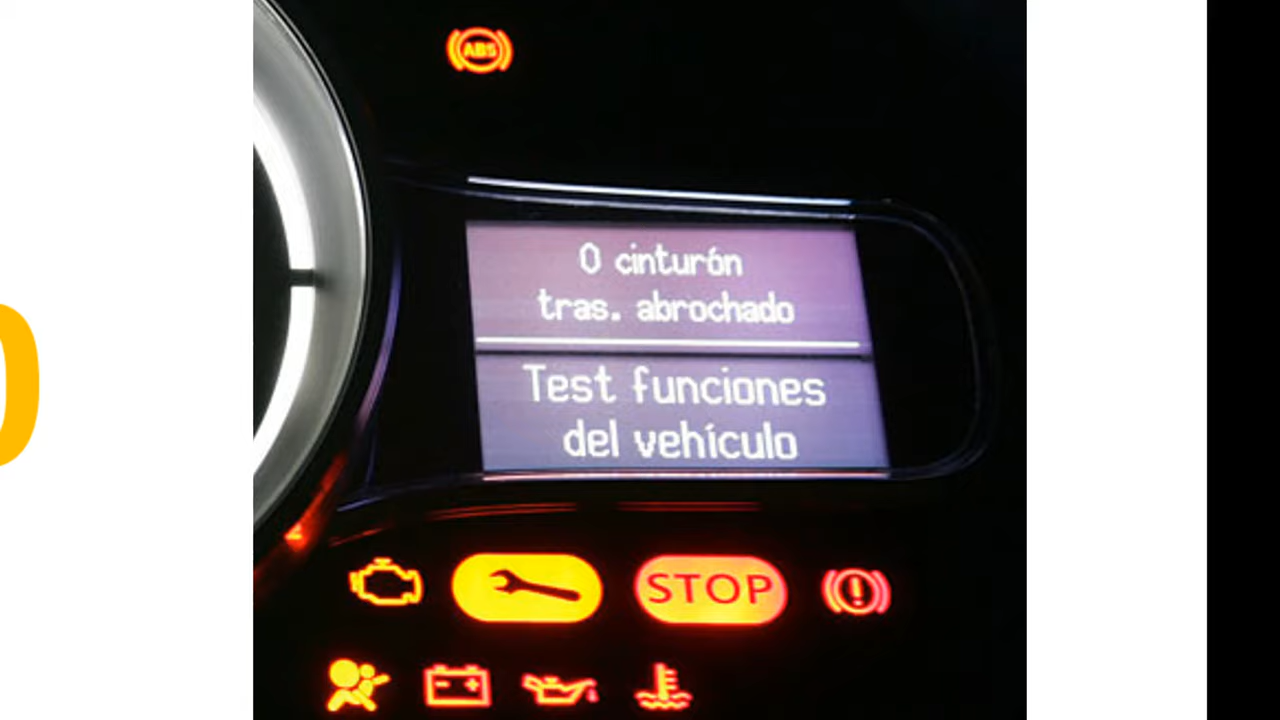 ABS
0 cinturón
tras. abrochado
Test funciones
del vehículo
STOP